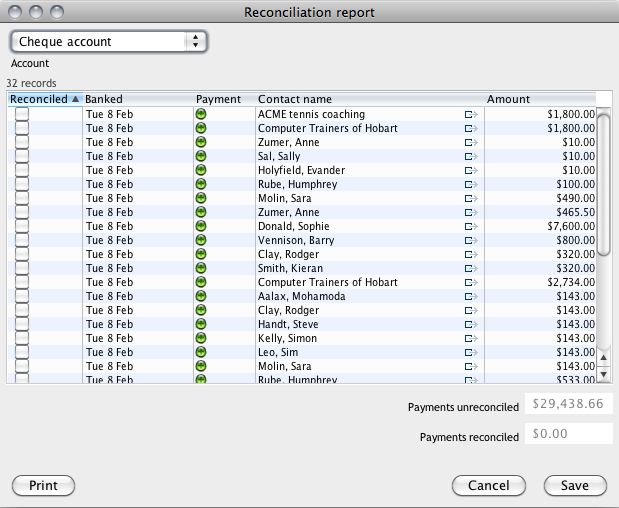 Reconciliation report
Cheque account
Account
32 records
Reconciled Banked Payment Contact name Amount
Tue 8 Feb ACME tennis coaching $1,800.00
Tue 8 Feb Computer Trainers of Hobart $1,800.00
Tue 8 Feb Zumer, Anne $10.00
Tue 8 Feb Sal, Sally $10.00
Tue 8 Feb Holyfield, Evander $10.00
Tue 8 Feb Rube, Humphrey $100.00
Tue 8 Feb Molin, Sara $490.00
Tue 8 Feb Zumer, Anne $465.50
Tue 8 Feb Donald, Sophie $7,600.00
Tue 8 Feb Vennison, Barry $800.00
Tue 8 Feb Clay, Rodger $320.00
Tue 8 Feb Smith, Kieran $320.00
Tue 8 Feb Computer Trainers of Hobart $2,734.00
Tue 8 Feb Aalax, Mohamoda $143.00
Tue 8 Feb Clay, Rodger $143.00
Tue 8 Feb Handt, Steve $143.00
Tue 8 Feb Kelly, Simon $143.00
Tue 8 Feb Leo, Sim $143.00
Tue 8 Feb Molin, Sara $143.00
Tue 8 Feb Rube, Humphrey $533.00
Payments unreconciled $29,438.66
Payments reconciled $0.00
Print Cancel Save